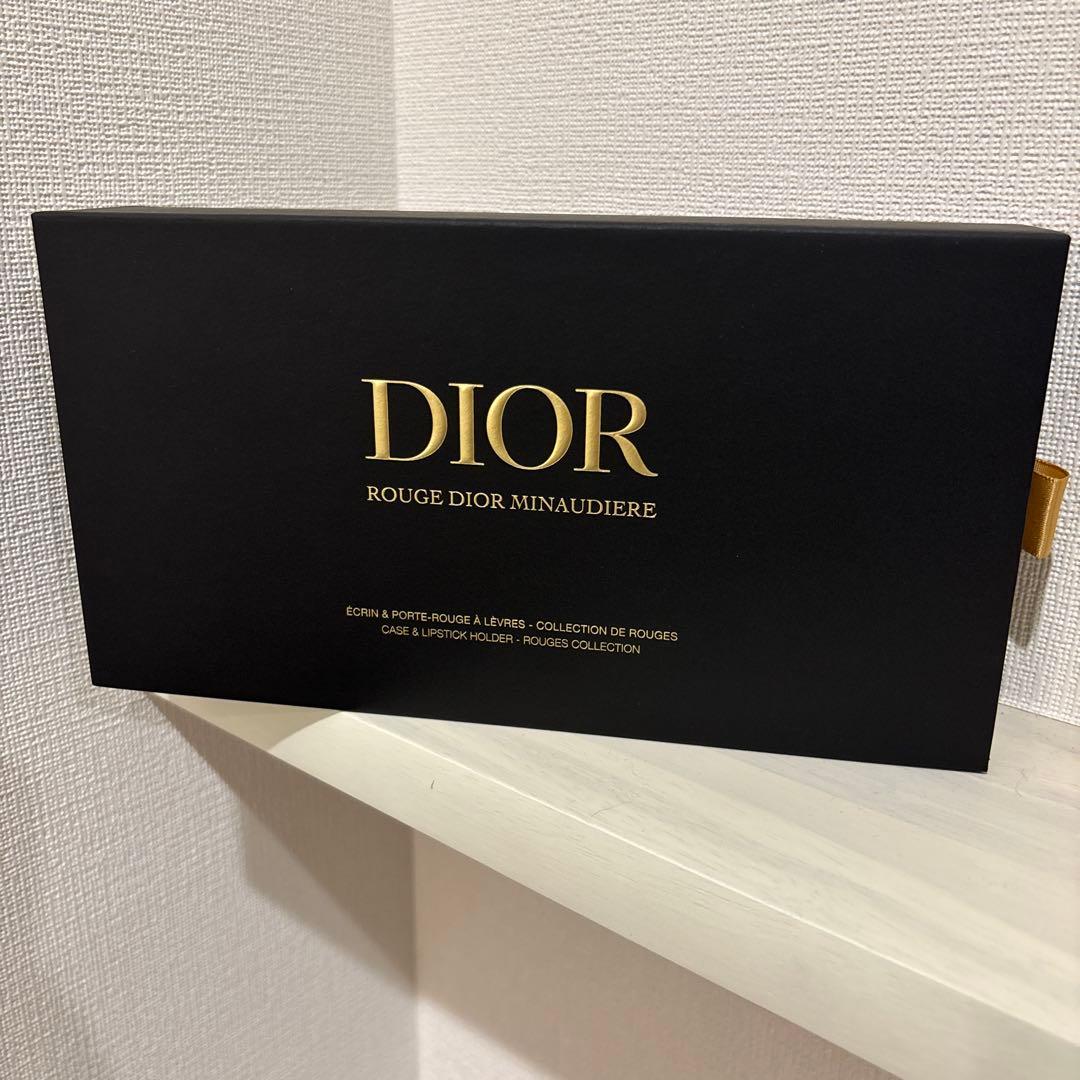 DIOR
ROUGE DIOR MINAUDIERE
ÉCRIN & PORTE-ROUGE À LÈVRES - COLLECTION DE ROUGES
CASE & LIPSTICK HOLDER - ROUGES COLLECTION